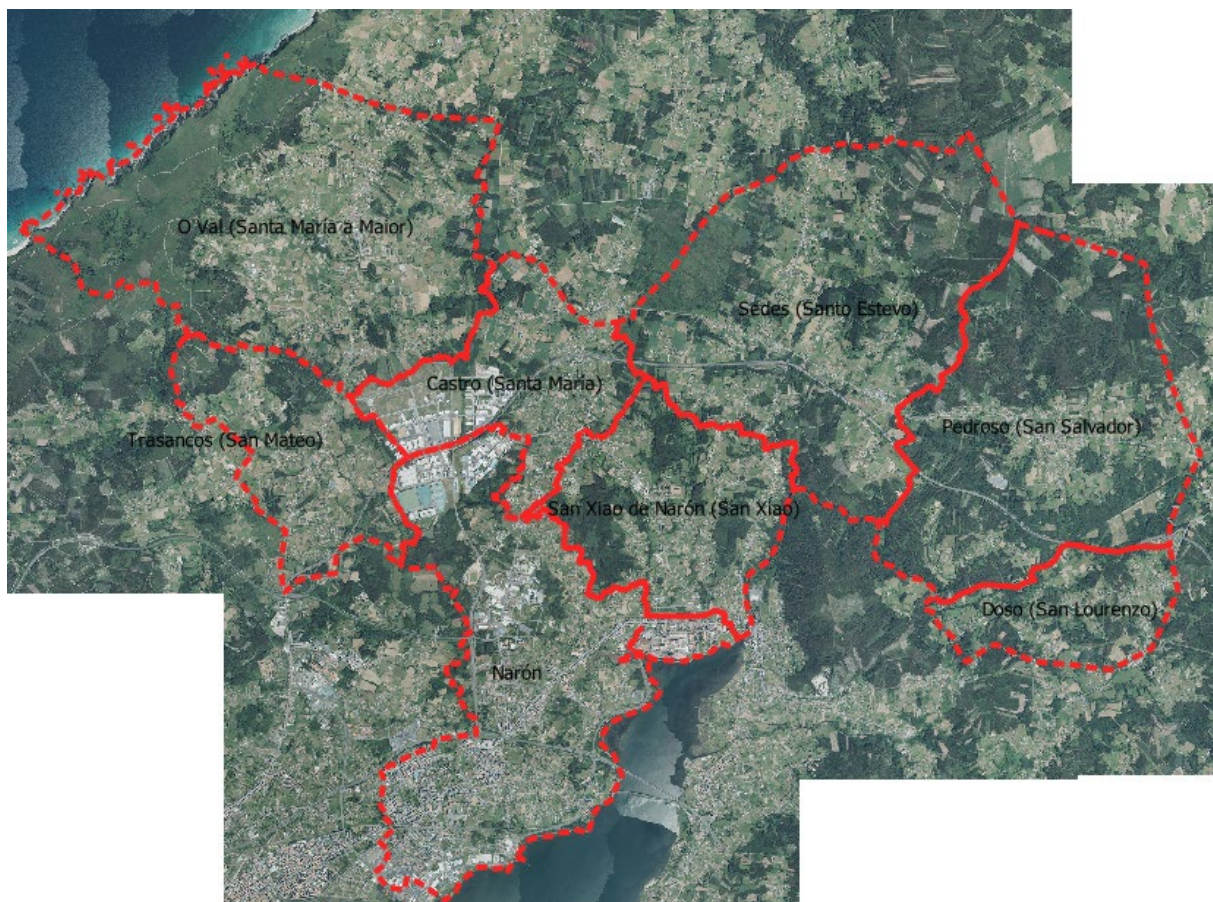 O Val (Santa María a Maior)
Sedes (Santo Estevo)
Castro (Santa María)
Trasancos (San Mateo)
Pedroso (San Salvador)
San Xiao de Narón (San Xiao)
Doso (San Lourenzo)
Narón